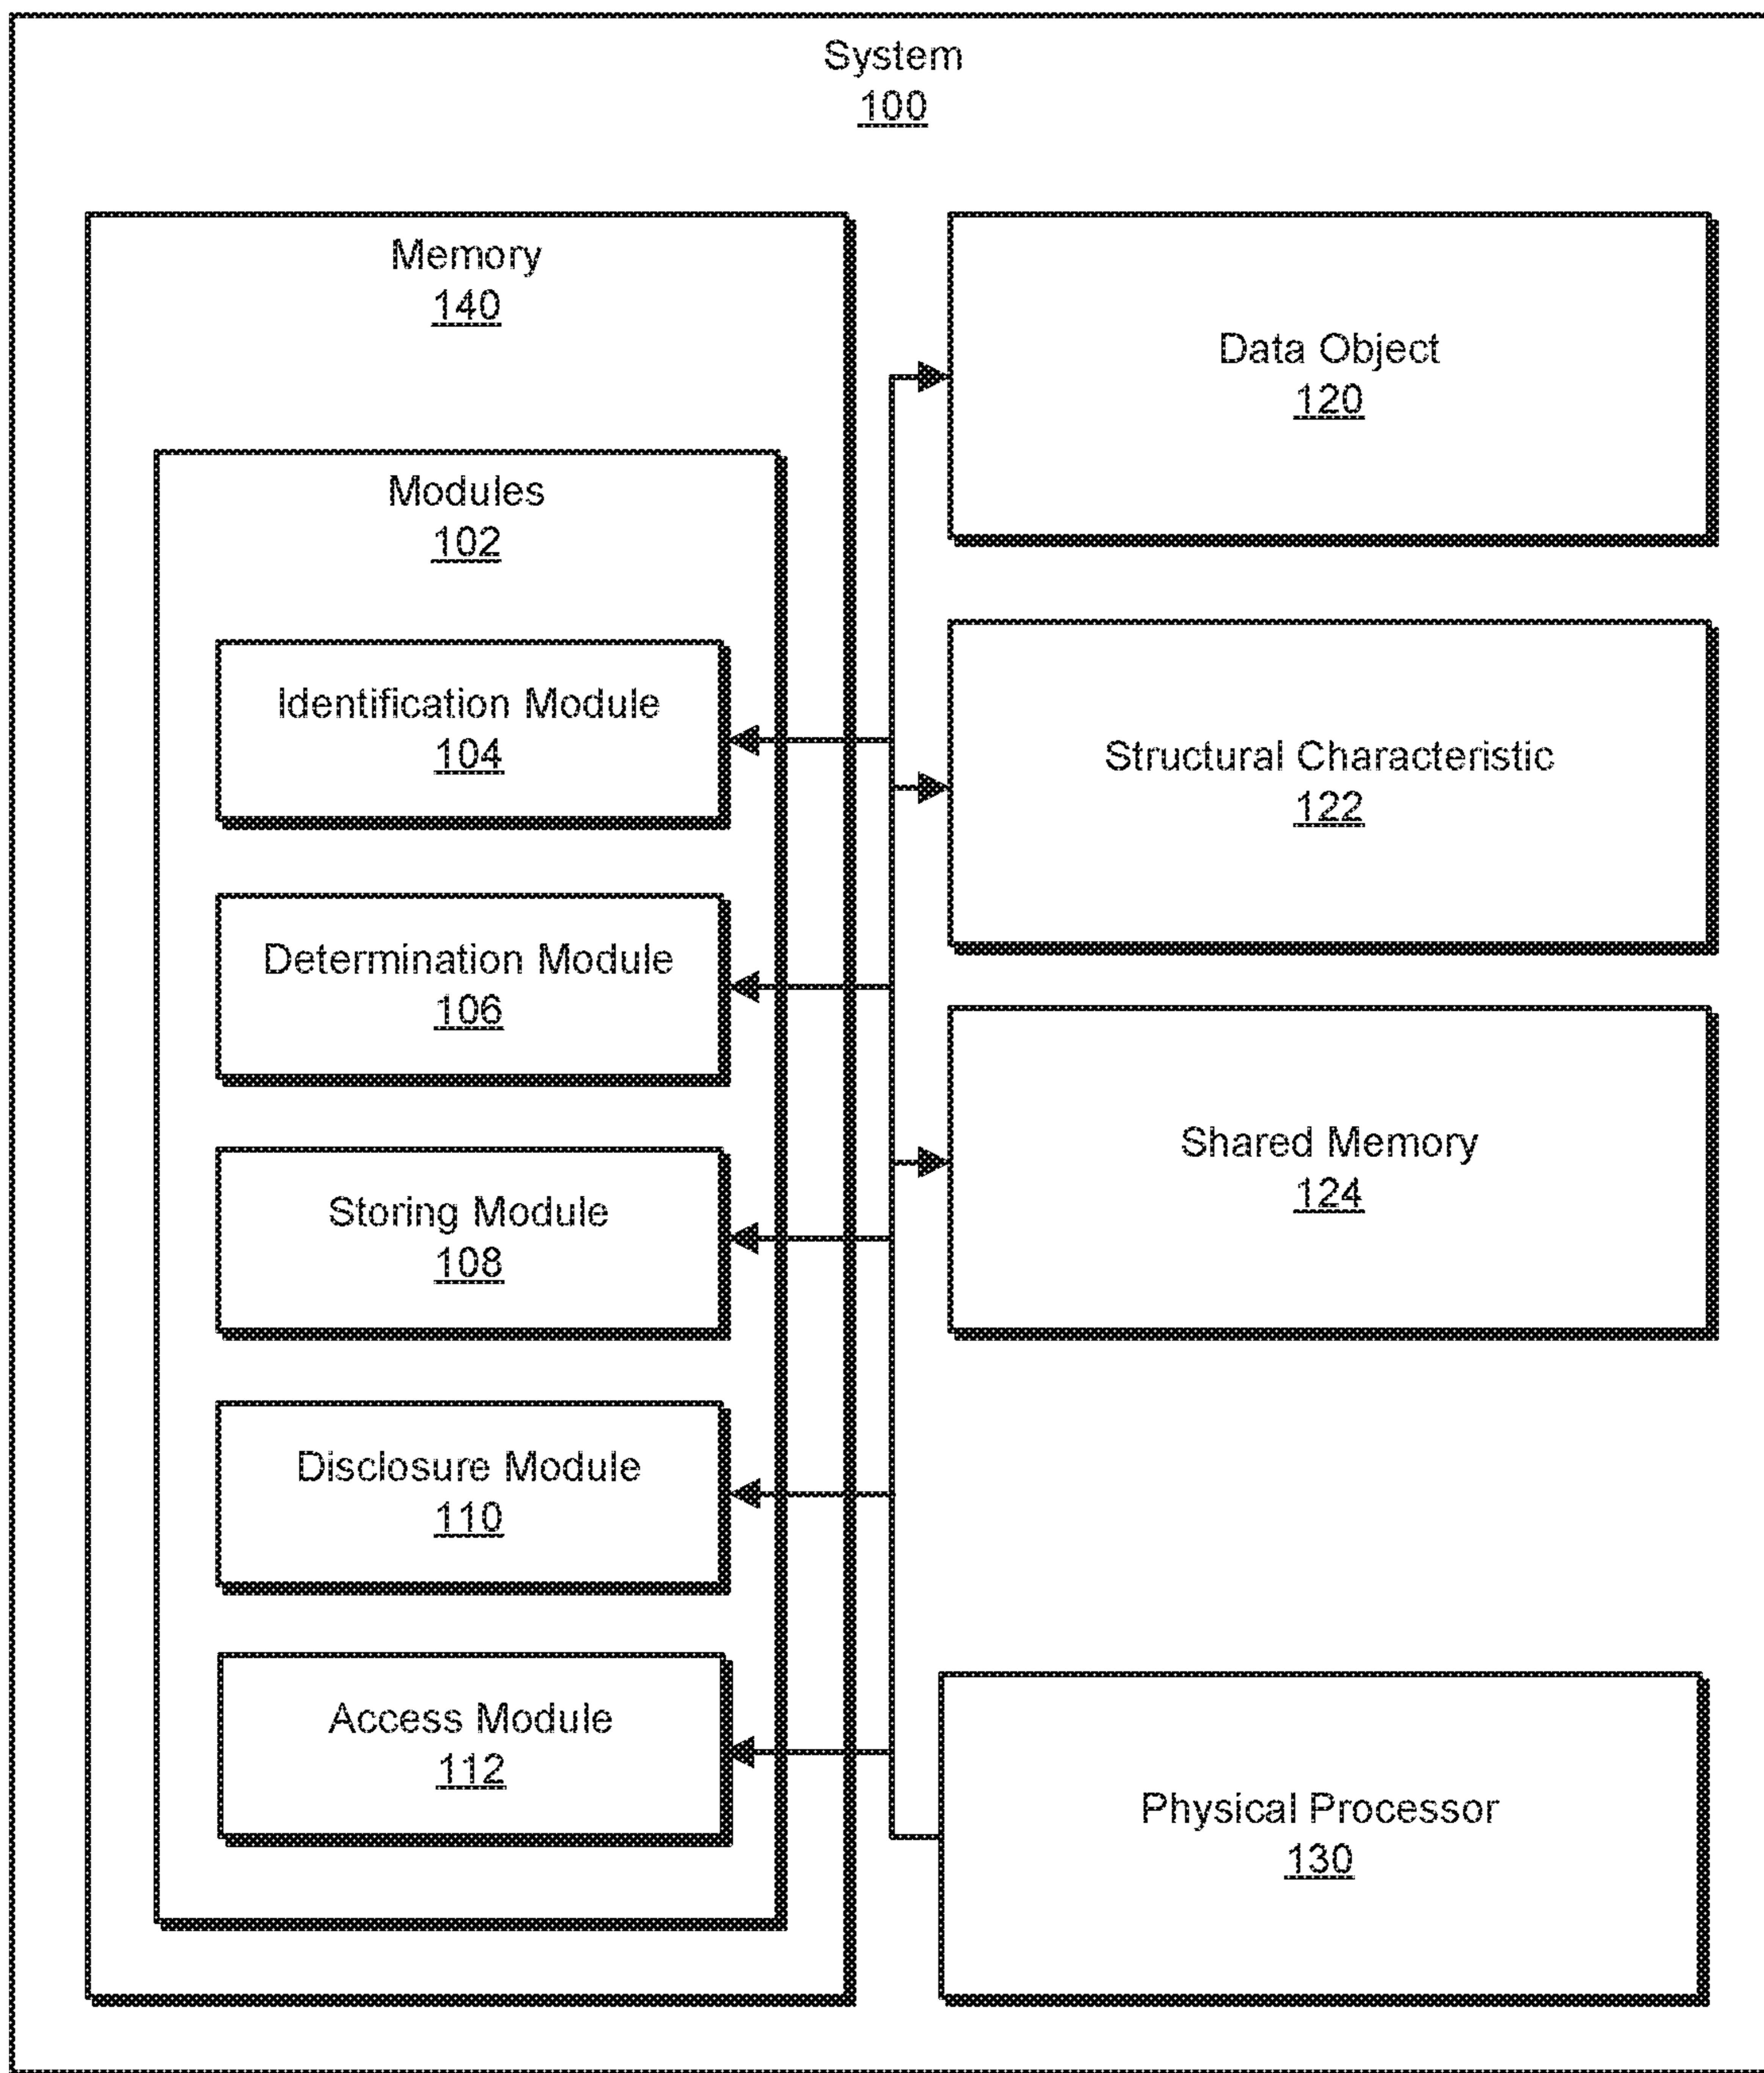 System
100
Memory
140
Modules
102
Identification Module
104
Determination Module
106
Storing Module
108
Disclosure Module
110
Access Module
112
Data Object
120
Structural Characteristic
122
Shared Memory
124
Physical Processor
130